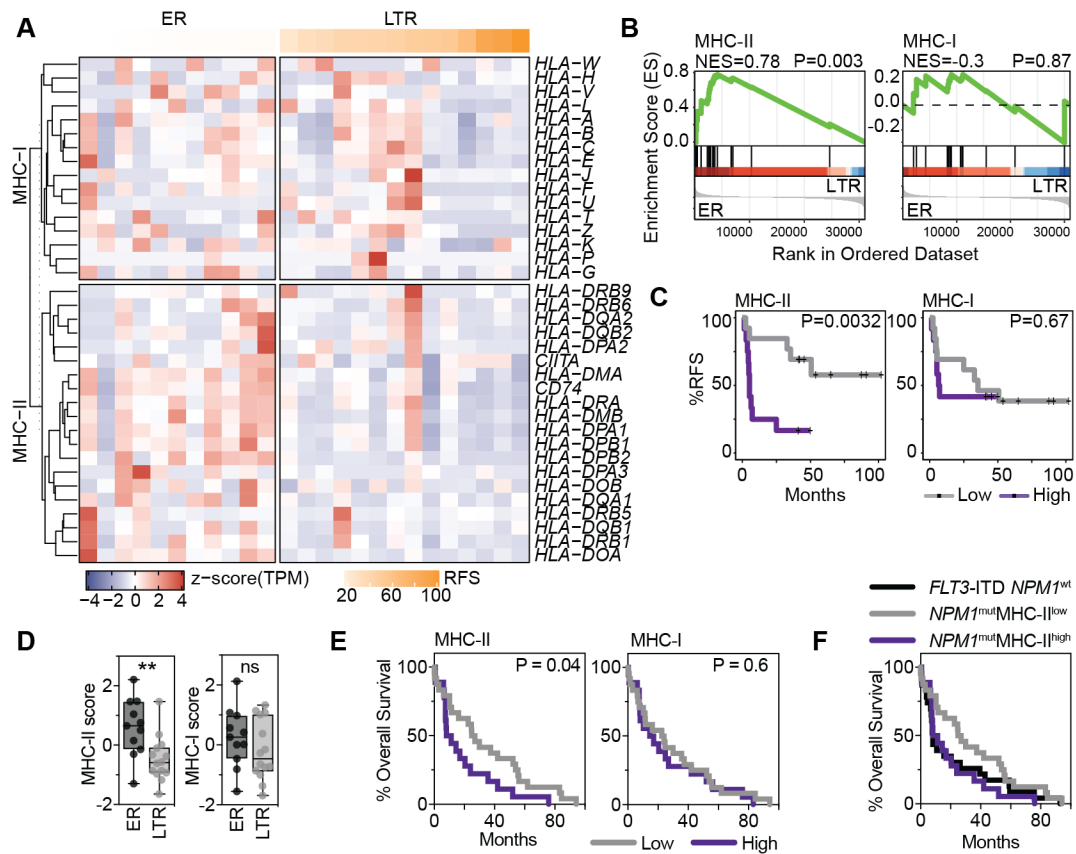 A
ER
LTR
MHC-I
HLA-W
HLA-H
HLA-V
HLA-L
HLA-A
HLA-B
HLA-C
HLA-E
HLA-J
HLA-F
HLA-U
HLA-T
HLA-Z
HLA-K
HLA-P
HLA-G
MHC-II
HLA-DRB9
HLA-DRB6
HLA-DQA2
HLA-DQB2
HLA-DPA2
CIITA
HLA-DMA
CD74
HLA-DRA
HLA-DMB
HLA-DPA1
HLA-DPB1
HLA-DPB2
HLA-DPA3
HLA-DOB
HLA-DQA1
HLA-DRB5
HLA-DQB1
HLA-DRB1
HLA-DOA
z-score(TPM)
−4 −2 0 2 4
RFS
20 60 100
B
MHC-II
NES=0.78 P=0.003
0.8
0.4
0.0
LTR
ER
10000 20000 30000
MHC-I
NES=-0.3 P=0.87
0.2
0.0
-0.2
LTR
ER
10000 20000 30000
Enrichment Score (ES)
Rank in Ordered Dataset
C
MHC-II
P=0.0032
%RFS
100
50
0
0 50 100
Months
MHC-I
P=0.67
100
50
0
0 50 100
Low High
D
**
MHC-II score
2
0
-2
ER LTR
ns
MHC-I score
2
0
-2
ER LTR
E
MHC-II
P = 0.04
% Overall Survival
100
50
0
0 40 80
Months
MHC-I
P = 0.6
100
50
0
0 40 80
Low High
FLT3-ITD NPM1wt
NPM1mutMHC-IIlow
NPM1mutMHC-IIhigh
F
% Overall Survival
100
50
0
0 40 80
Months